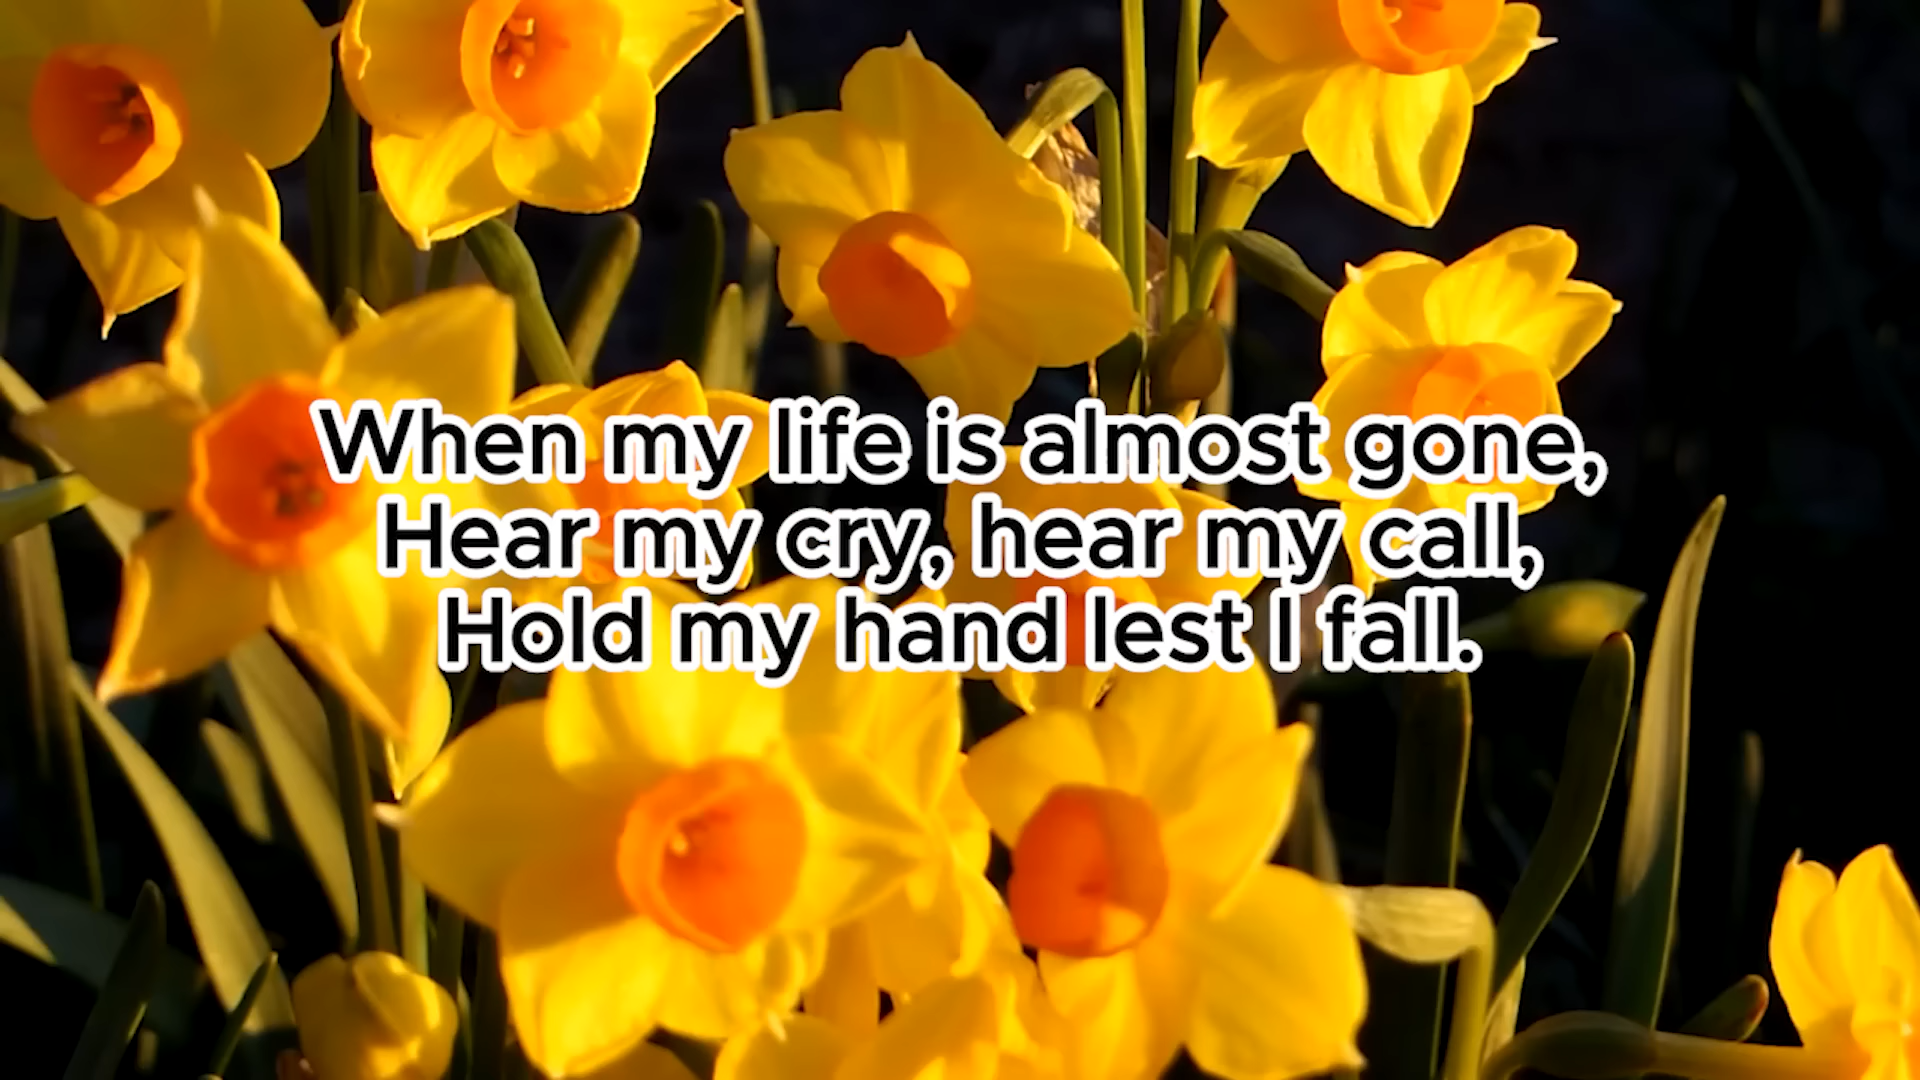 When my life is almost gone,
Hear my cry, hear my call,
Hold my hand lest I fall.